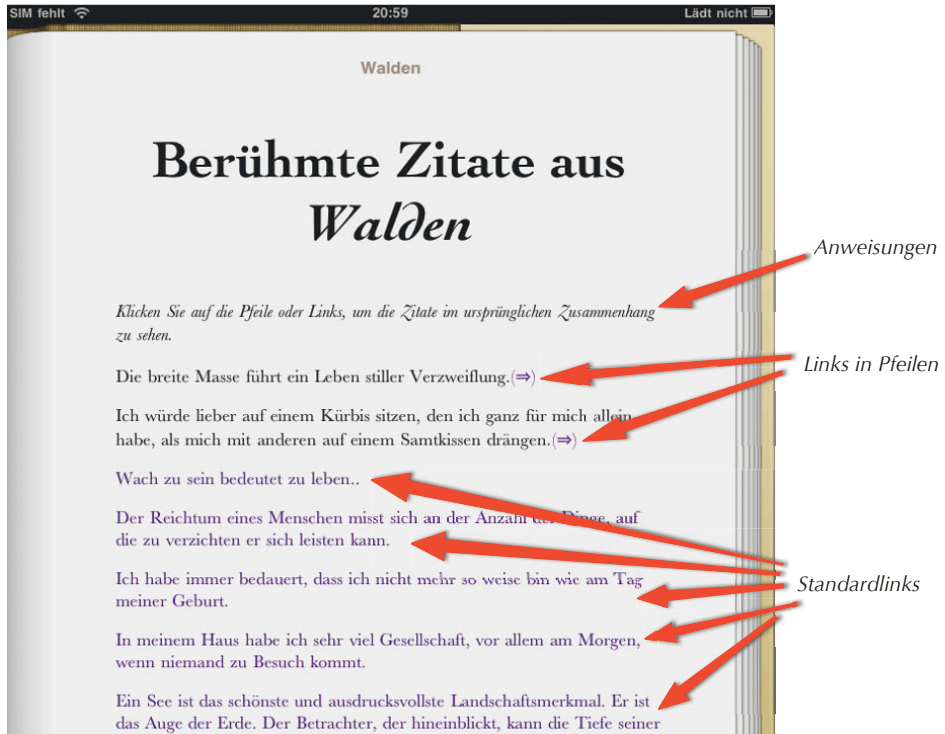 SIM fehlt 20:59 Lädt nicht
Walden
Berühmte Zitate aus
Walden
Anweisungen
Klicken Sie auf die Pfeile oder Links, um die Zitate im ursprünglichen Zusammenhang
zu sehen.
Links in Pfeilen
Die breite Masse führt ein Leben stiller Verzweiflung.(⇒)
Ich würde lieber auf einem Kürbis sitzen, den ich ganz für mich allein
habe, als mich mit anderen auf einem Samtkissen drängen.(⇒)
Wach zu sein bedeutet zu leben..
Der Reichtum eines Menschen misst sich an der Anzahl der Dinge, auf
die zu verzichten er sich leisten kann.
Standardlinks
Ich habe immer bedauert, dass ich nicht mehr so weise bin wie am Tag
meiner Geburt.
In meinem Haus habe ich sehr viel Gesellschaft, vor allem am Morgen,
wenn niemand zu Besuch kommt.
Ein See ist das schönste und ausdrucksvollste Landschaftsmerkmal. Er ist
das Auge der Erde. Der Betrachter, der hineinblickt, kann die Tiefe seiner